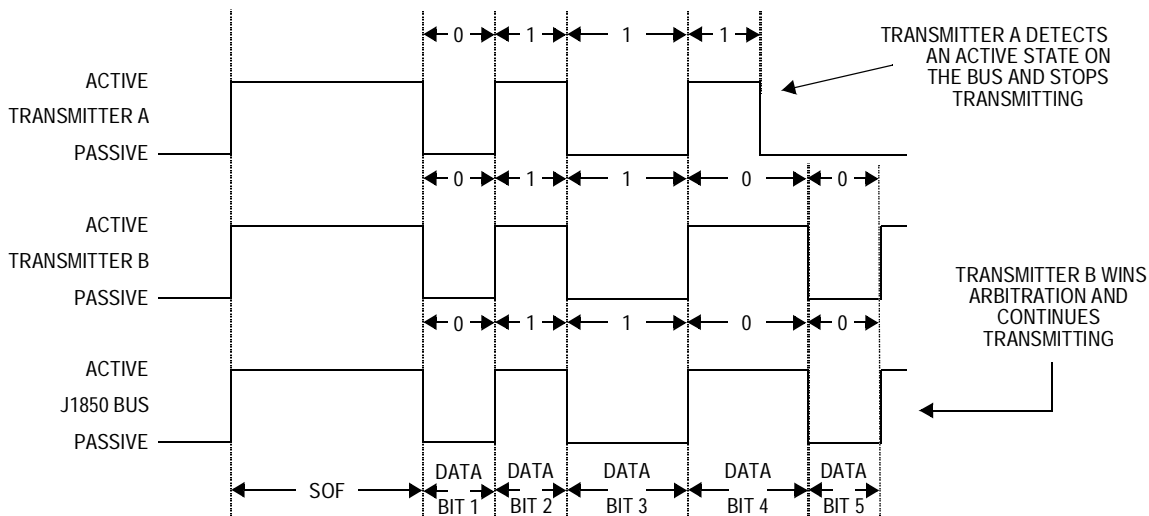 0 1 1 1
TRANSMITTER A DETECTS
AN ACTIVE STATE ON
THE BUS AND STOPS
TRANSMITTING
ACTIVE
TRANSMITTER A
PASSIVE
0 1 1 0 0
ACTIVE
TRANSMITTER B
PASSIVE
TRANSMITTER B WINS
ARBITRATION AND
CONTINUES
TRANSMITTING
0 1 1 0 0
ACTIVE
J1850 BUS
PASSIVE
SOF
DATA
BIT 1
DATA
BIT 2
DATA
BIT 3
DATA
BIT 4
DATA
BIT 5